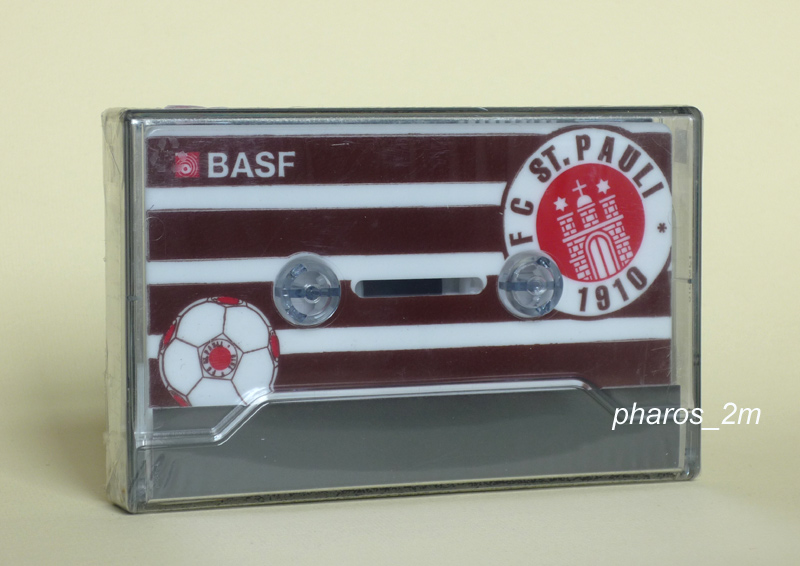 BASF
FC ST. PAULI
* 1910
pharos_2m